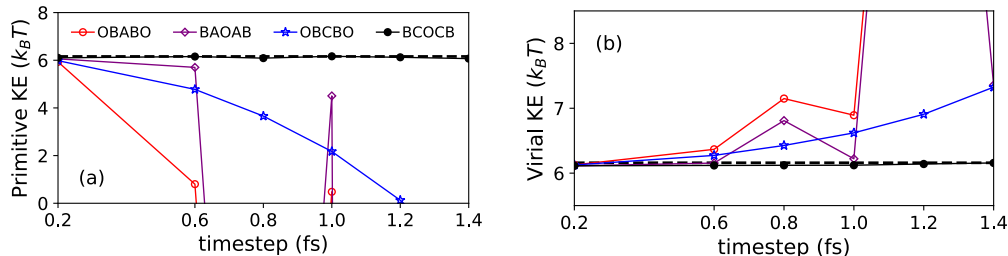 OBABO BAOAB OBCBO BCOCB
Primitive KE (k_BT)
8
6
4
2
0
(a)
0.2 0.6 0.8 1.0 1.2 1.4
timestep (fs)
(b)
Virial KE (k_BT)
8
7
6
0.2 0.6 0.8 1.0 1.2 1.4
timestep (fs)